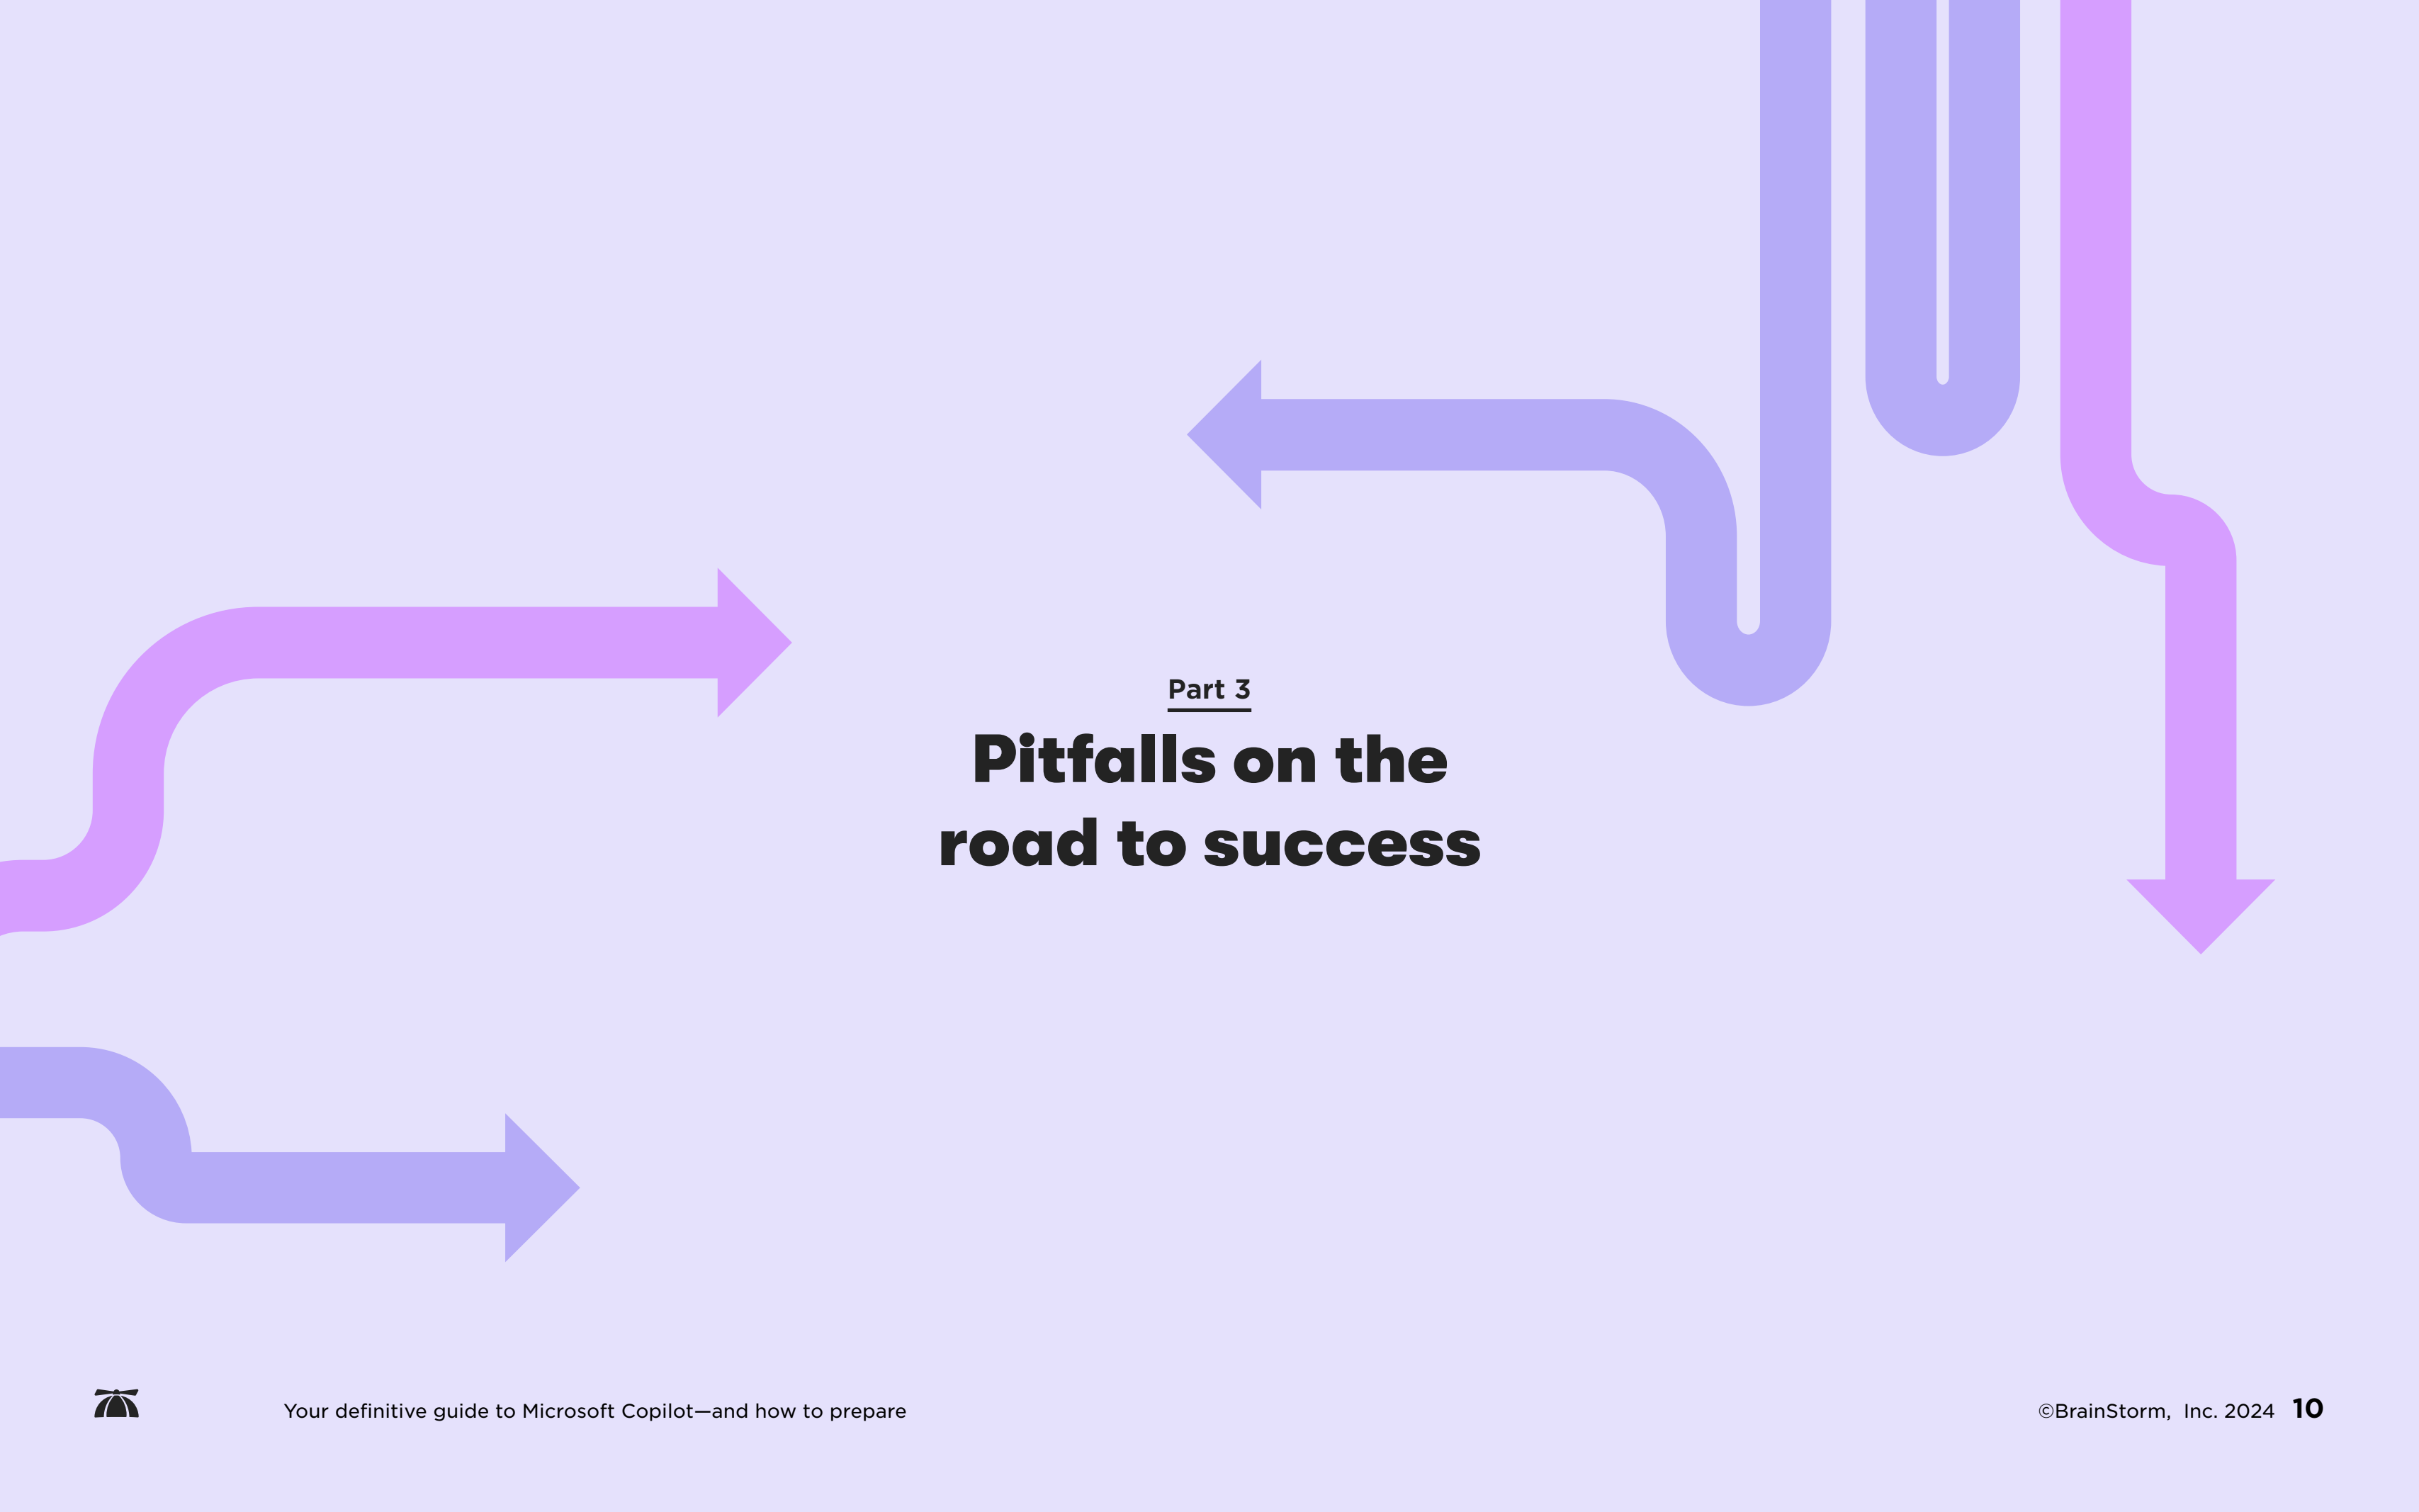 Part 3
Pitfalls on the
road to success
Your definitive guide to Microsoft Copilot—and how to prepare
©BrainStorm, Inc. 2024 10